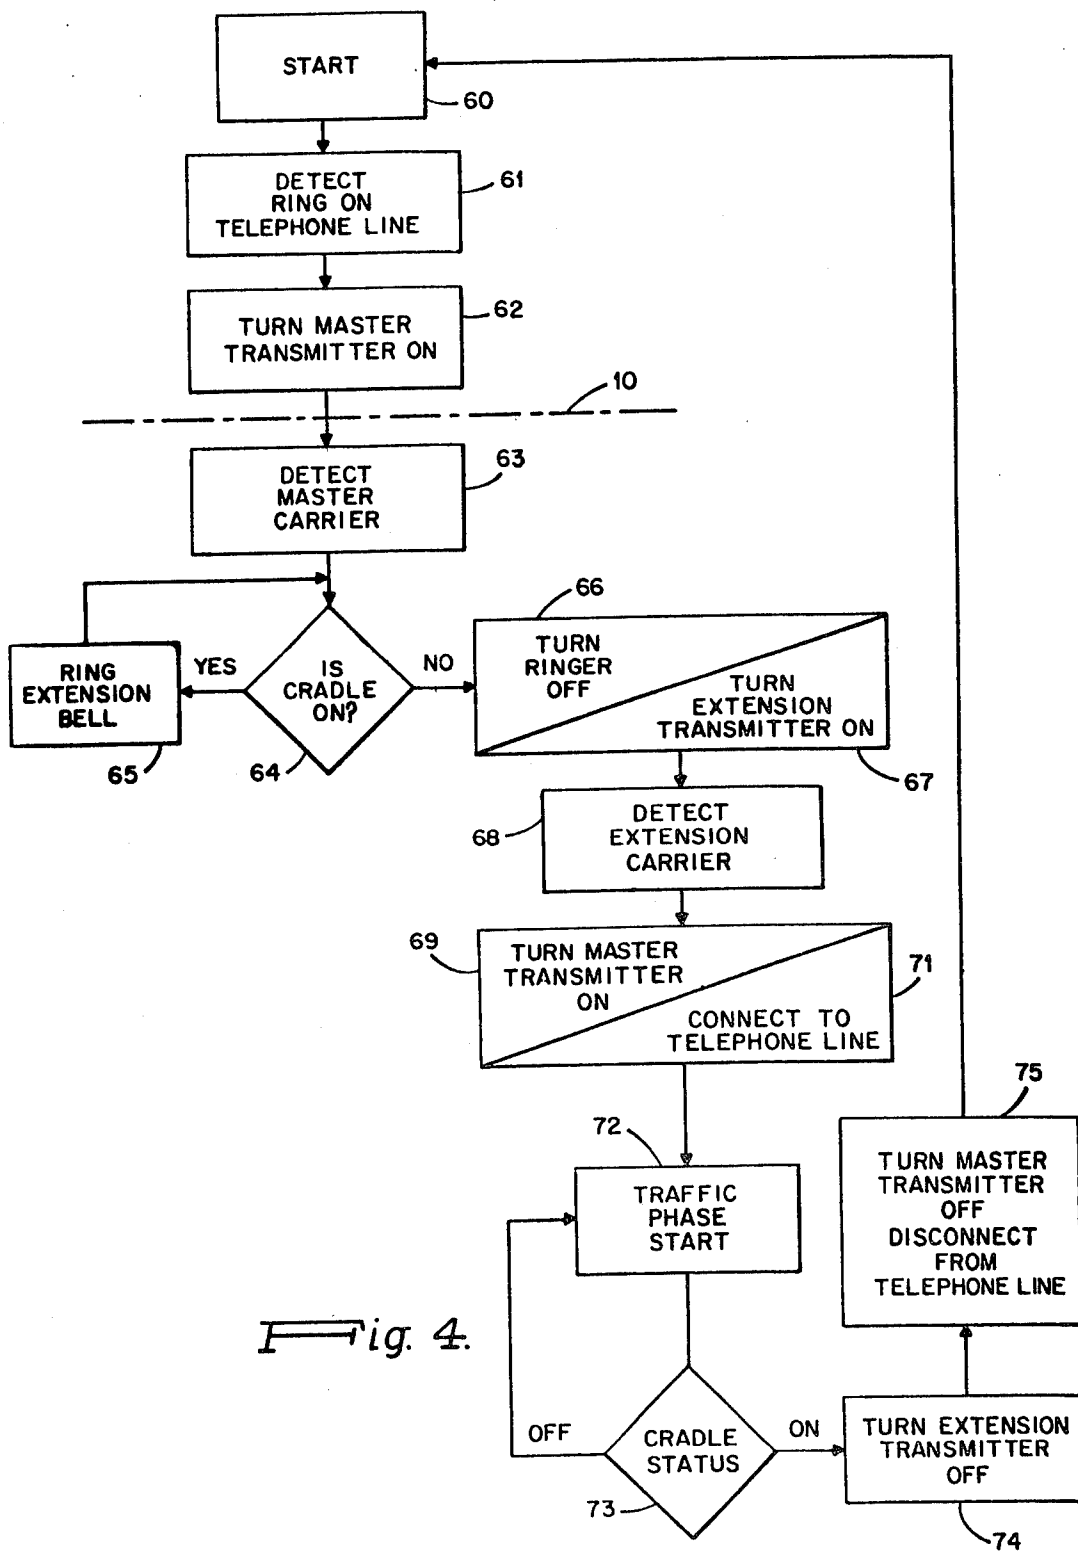 START
60
DETECT
RING ON
TELEPHONE LINE
61
TURN MASTER
TRANSMITTER ON
62
10
DETECT
MASTER
CARRIER
63
RING
EXTENSION
BELL
65
YES
IS
CRADLE
ON?
64
NO
66
TURN
RINGER
OFF
TURN
EXTENSION
TRANSMITTER ON
67
DETECT
EXTENSION
CARRIER
68
69
TURN MASTER
TRANSMITTER
ON
71
CONNECT TO
TELEPHONE LINE
72
TRAFFIC
PHASE
START
75
TURN MASTER
TRANSMITTER
OFF
DISCONNECT
FROM
TELEPHONE LINE
Fig. 4.
OFF
CRADLE
STATUS
73
ON
TURN EXTENSION
TRANSMITTER
OFF
74